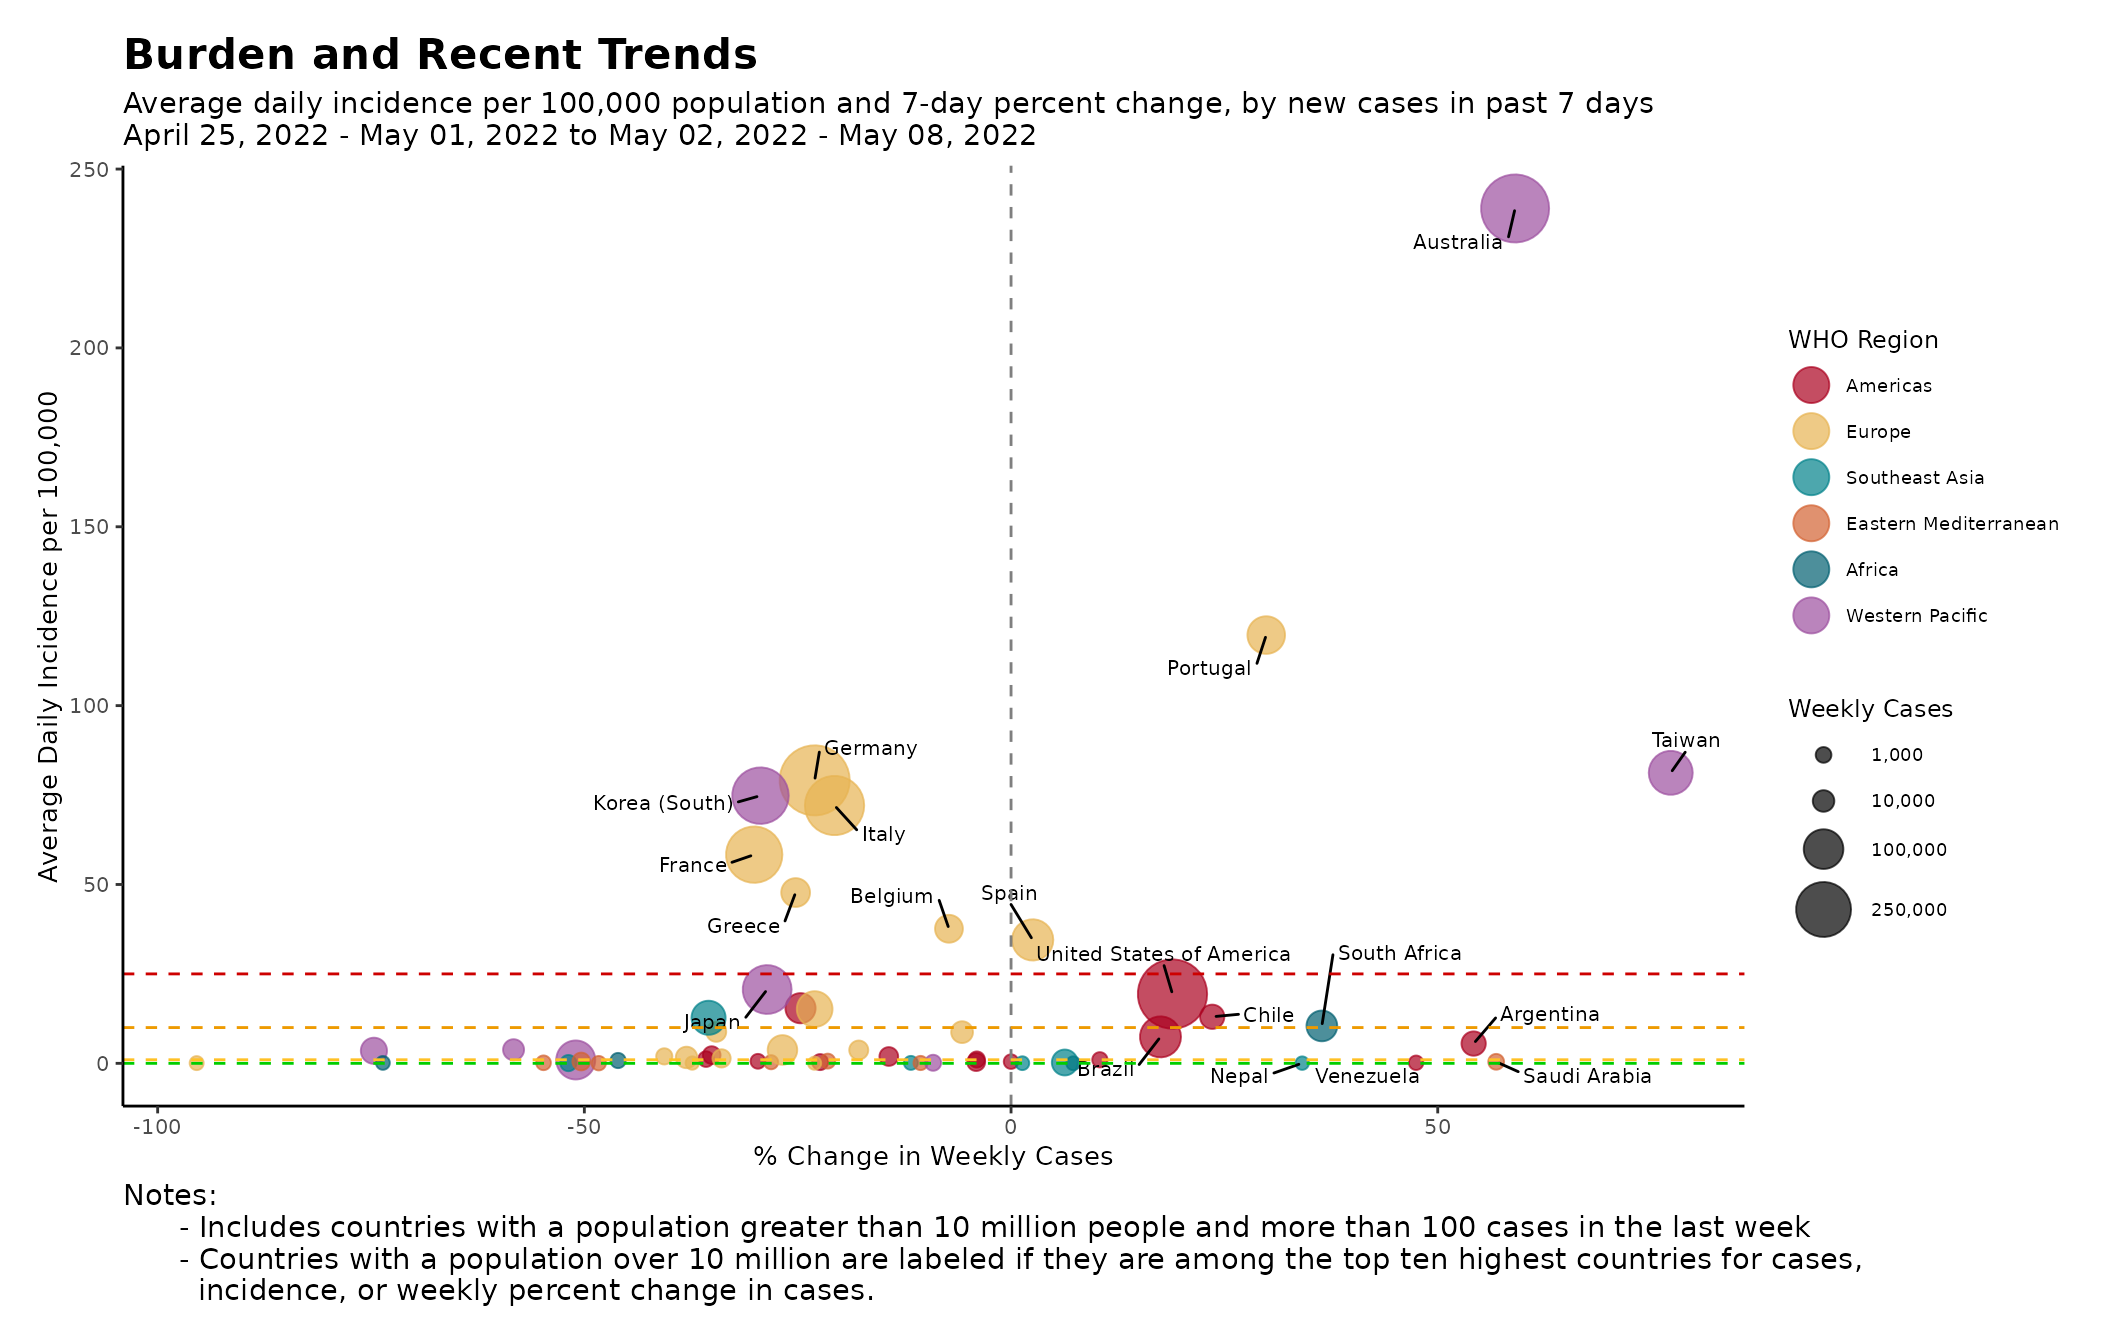 Burden and Recent Trends
Average daily incidence per 100,000 population and 7-day percent change, by new cases in past 7 days
April 25, 2022 - May 01, 2022 to May 02, 2022 - May 08, 2022
Average Daily Incidence per 100,000
250
200
150
100
50
0
Australia
Portugal
Taiwan
Germany
Korea (South)
Italy
France
Greece
Belgium
Spain
United States of America
South Africa
Japan
Chile
Argentina
Brazil
Nepal
Venezuela
Saudi Arabia
-100
-50
0
50
% Change in Weekly Cases
WHO Region
Americas
Europe
Southeast Asia
Eastern Mediterranean
Africa
Western Pacific
Weekly Cases
1,000
10,000
100,000
250,000
Notes:
- Includes countries with a population greater than 10 million people and more than 100 cases in the last week
- Countries with a population over 10 million are labeled if they are among the top ten highest countries for cases,
incidence, or weekly percent change in cases.